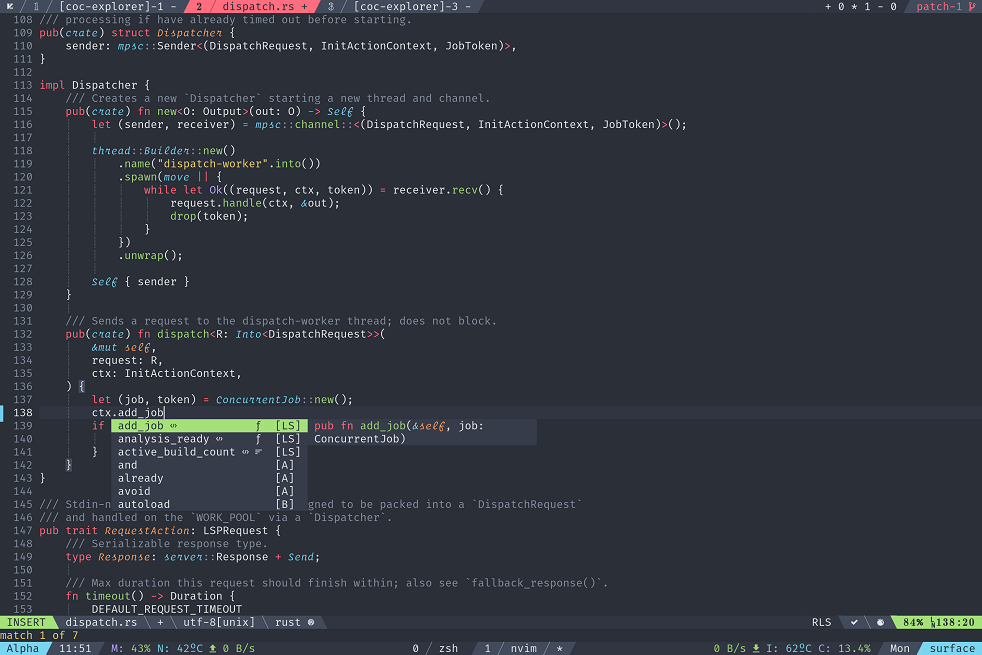 1 [coc-explorer]-1 - 2 dispatch.rs + 3 [coc-explorer]-3 - + 0 * 1 - 0 patch-1
108 /// processing if have already timed out before starting.
109 pub(crate) struct Dispatcher {
110 sender: mpsc::Sender<(DispatchRequest, InitActionContext, JobToken)>,
111 }
112
113 impl Dispatcher {
114 /// Creates a new `Dispatcher` starting a new thread and channel.
115 pub(crate) fn new<O: Output>(out: O) -> Self {
116 let (sender, receiver) = mpsc::channel::<(DispatchRequest, InitActionContext, JobToken)>();
117
118 thread::Builder::new()
119 .name("dispatch-worker".into())
120 .spawn(move || {
121 while let Ok((request, ctx, token)) = receiver.recv() {
122 request.handle(ctx, &out);
123 drop(token);
124 }
125 })
126 .unwrap();
127
128 Self { sender }
129 }
130
131 /// Sends a request to the dispatch-worker thread; does not block.
132 pub(crate) fn dispatch<R: Into<DispatchRequest>>(
133 &mut self,
134 request: R,
135 ctx: InitActionContext,
136 ) {
137 let (job, token) = ConcurrentJob::new();
138 ctx.add_job
139 if add_job ƒ [LS] pub fn add_job(&self, job:
140 analysis_ready ƒ [LS] ConcurrentJob)
141 } active_build_count [LS]
142 } and [A]
143 } already [A]
144 avoid [A]
145 /// Stdin-n autoload [B] gned to be packed into a `DispatchRequest`
146 /// and handled on the `WORK_POOL` via a `Dispatcher`.
147 pub trait RequestAction: LSPRequest {
148 /// Serializable response type.
149 type Response: server::Response + Send;
150
151 /// Max duration this request should finish within; also see `fallback_response()`.
152 fn timeout() -> Duration {
153 DEFAULT_REQUEST_TIMEOUT
INSERT dispatch.rs \ + \ utf-8[unix] \ rust RLS 84% 138:20
match 1 of 7
Alpha 11:51 M: 43% N: 42ºC 0 B/s 0 / zsh 1 / nvim / * 0 B/s I: 62ºC C: 13.4% Mon surface